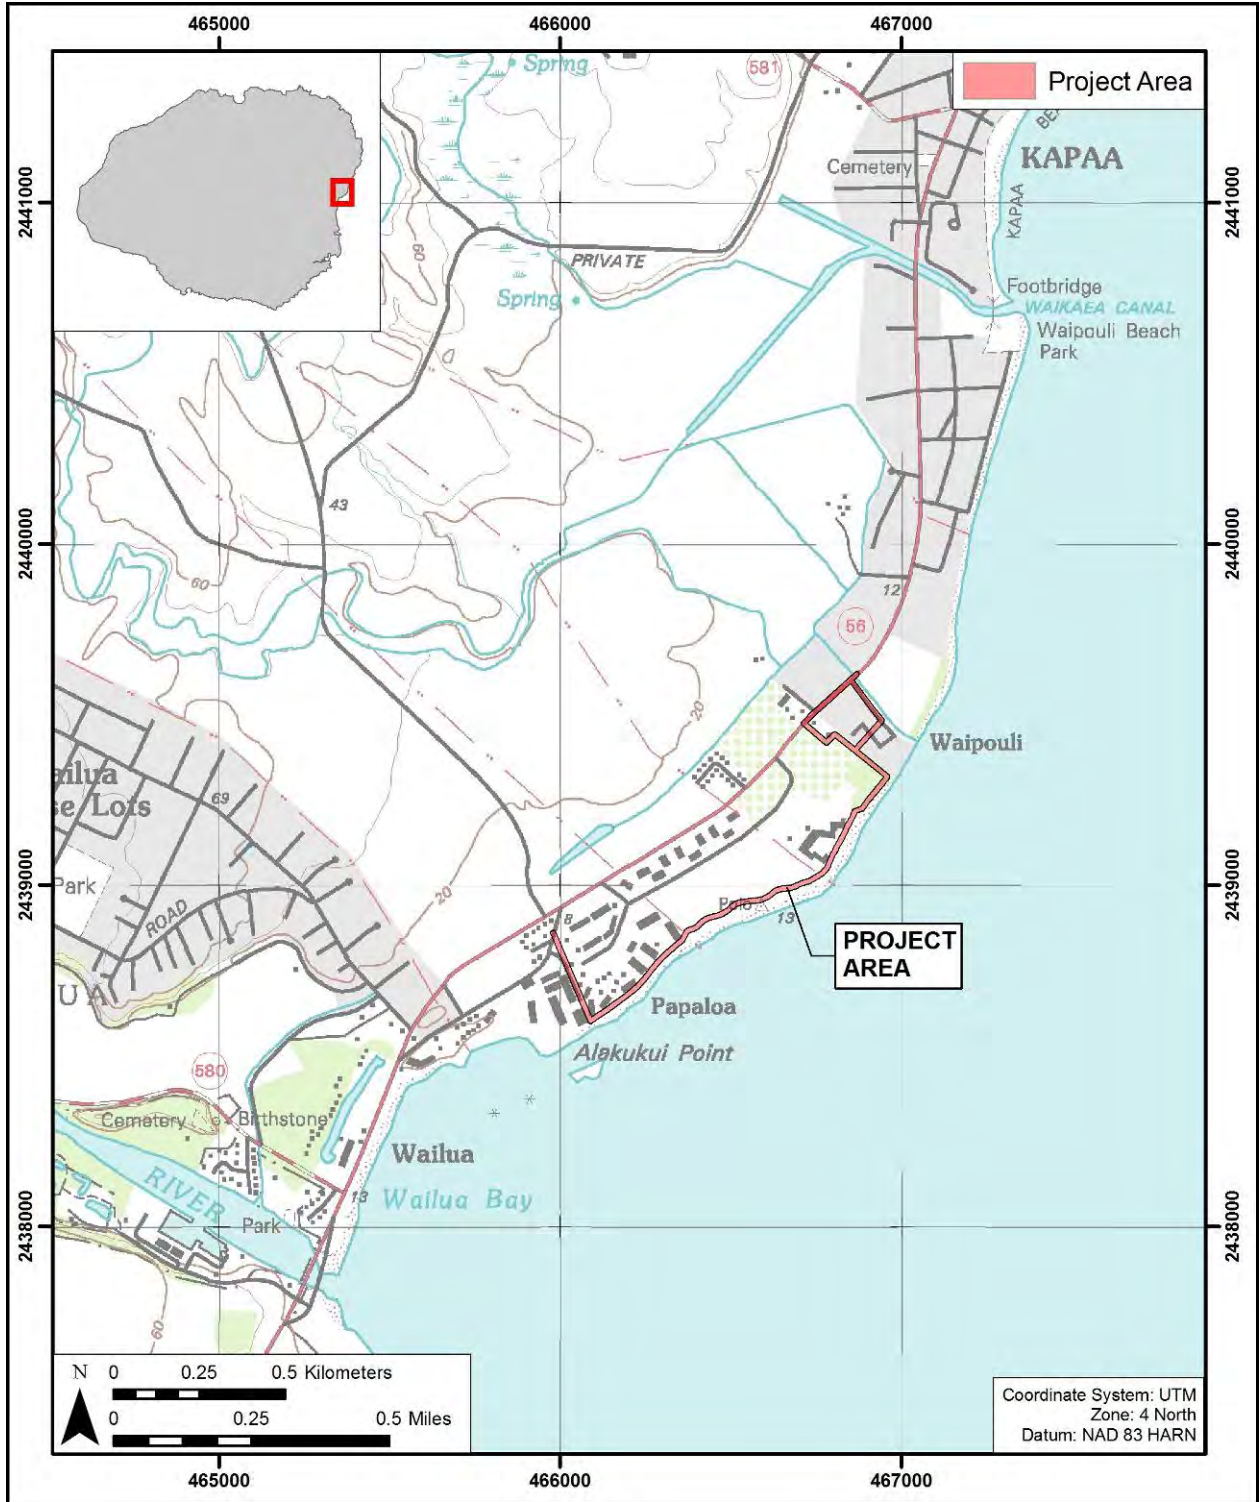 465000
466000
467000
Spring
581
Project Area
KAPAA
Cemetery
KAPAA
2441000
2441000
PRIVATE
60
Spring
Footbridge
WAIKAEA CANAL
Waipouli Beach
Park
43
2440000
2440000
60
12
56
20
Waipouli
ailua
se Lots
69
Park
ROAD
20
2439000
2439000
8
Polo
13
PROJECT
AREA
U A
Papaloa
Alakukui Point
580
Cemetery
Birthstone
Wailua
Wailua Bay
RIVER
13
Park
2438000
2438000
60
N
0
0.25
0.5 Kilometers
0
0.25
0.5 Miles
Coordinate System: UTM
Zone: 4 North
Datum: NAD 83 HARN
465000
466000
467000